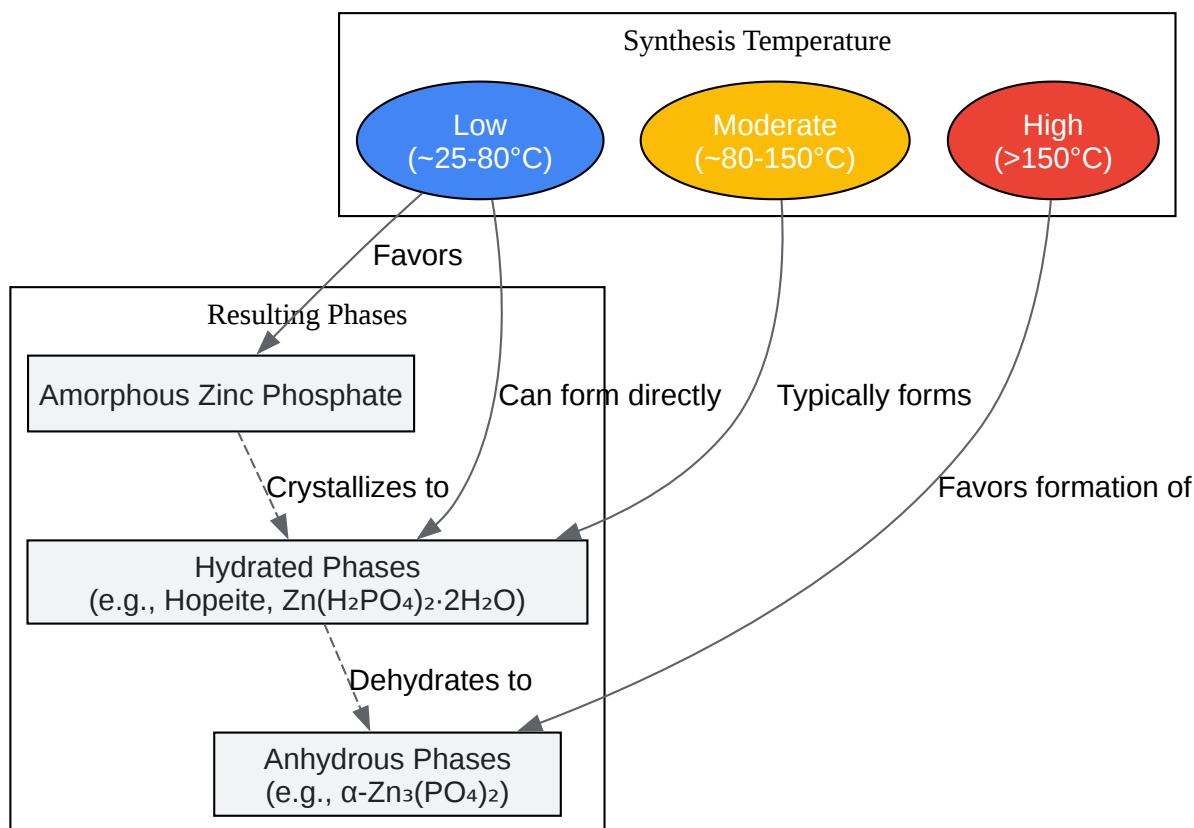 Synthesis Temperature
Low
(~25-80°C)
Moderate
(~80-150°C)
High
(>150°C)
Favors
Resulting Phases
Amorphous Zinc Phosphate
Can form directly
Typically forms
Crystallizes to
Favors formation of
Hydrated Phases
(e.g., Hopeite, Zn(H₂PO₄)₂·2H₂O)
Dehydrates to
Anhydrous Phases
(e.g., α-Zn₃(PO₄)₂)